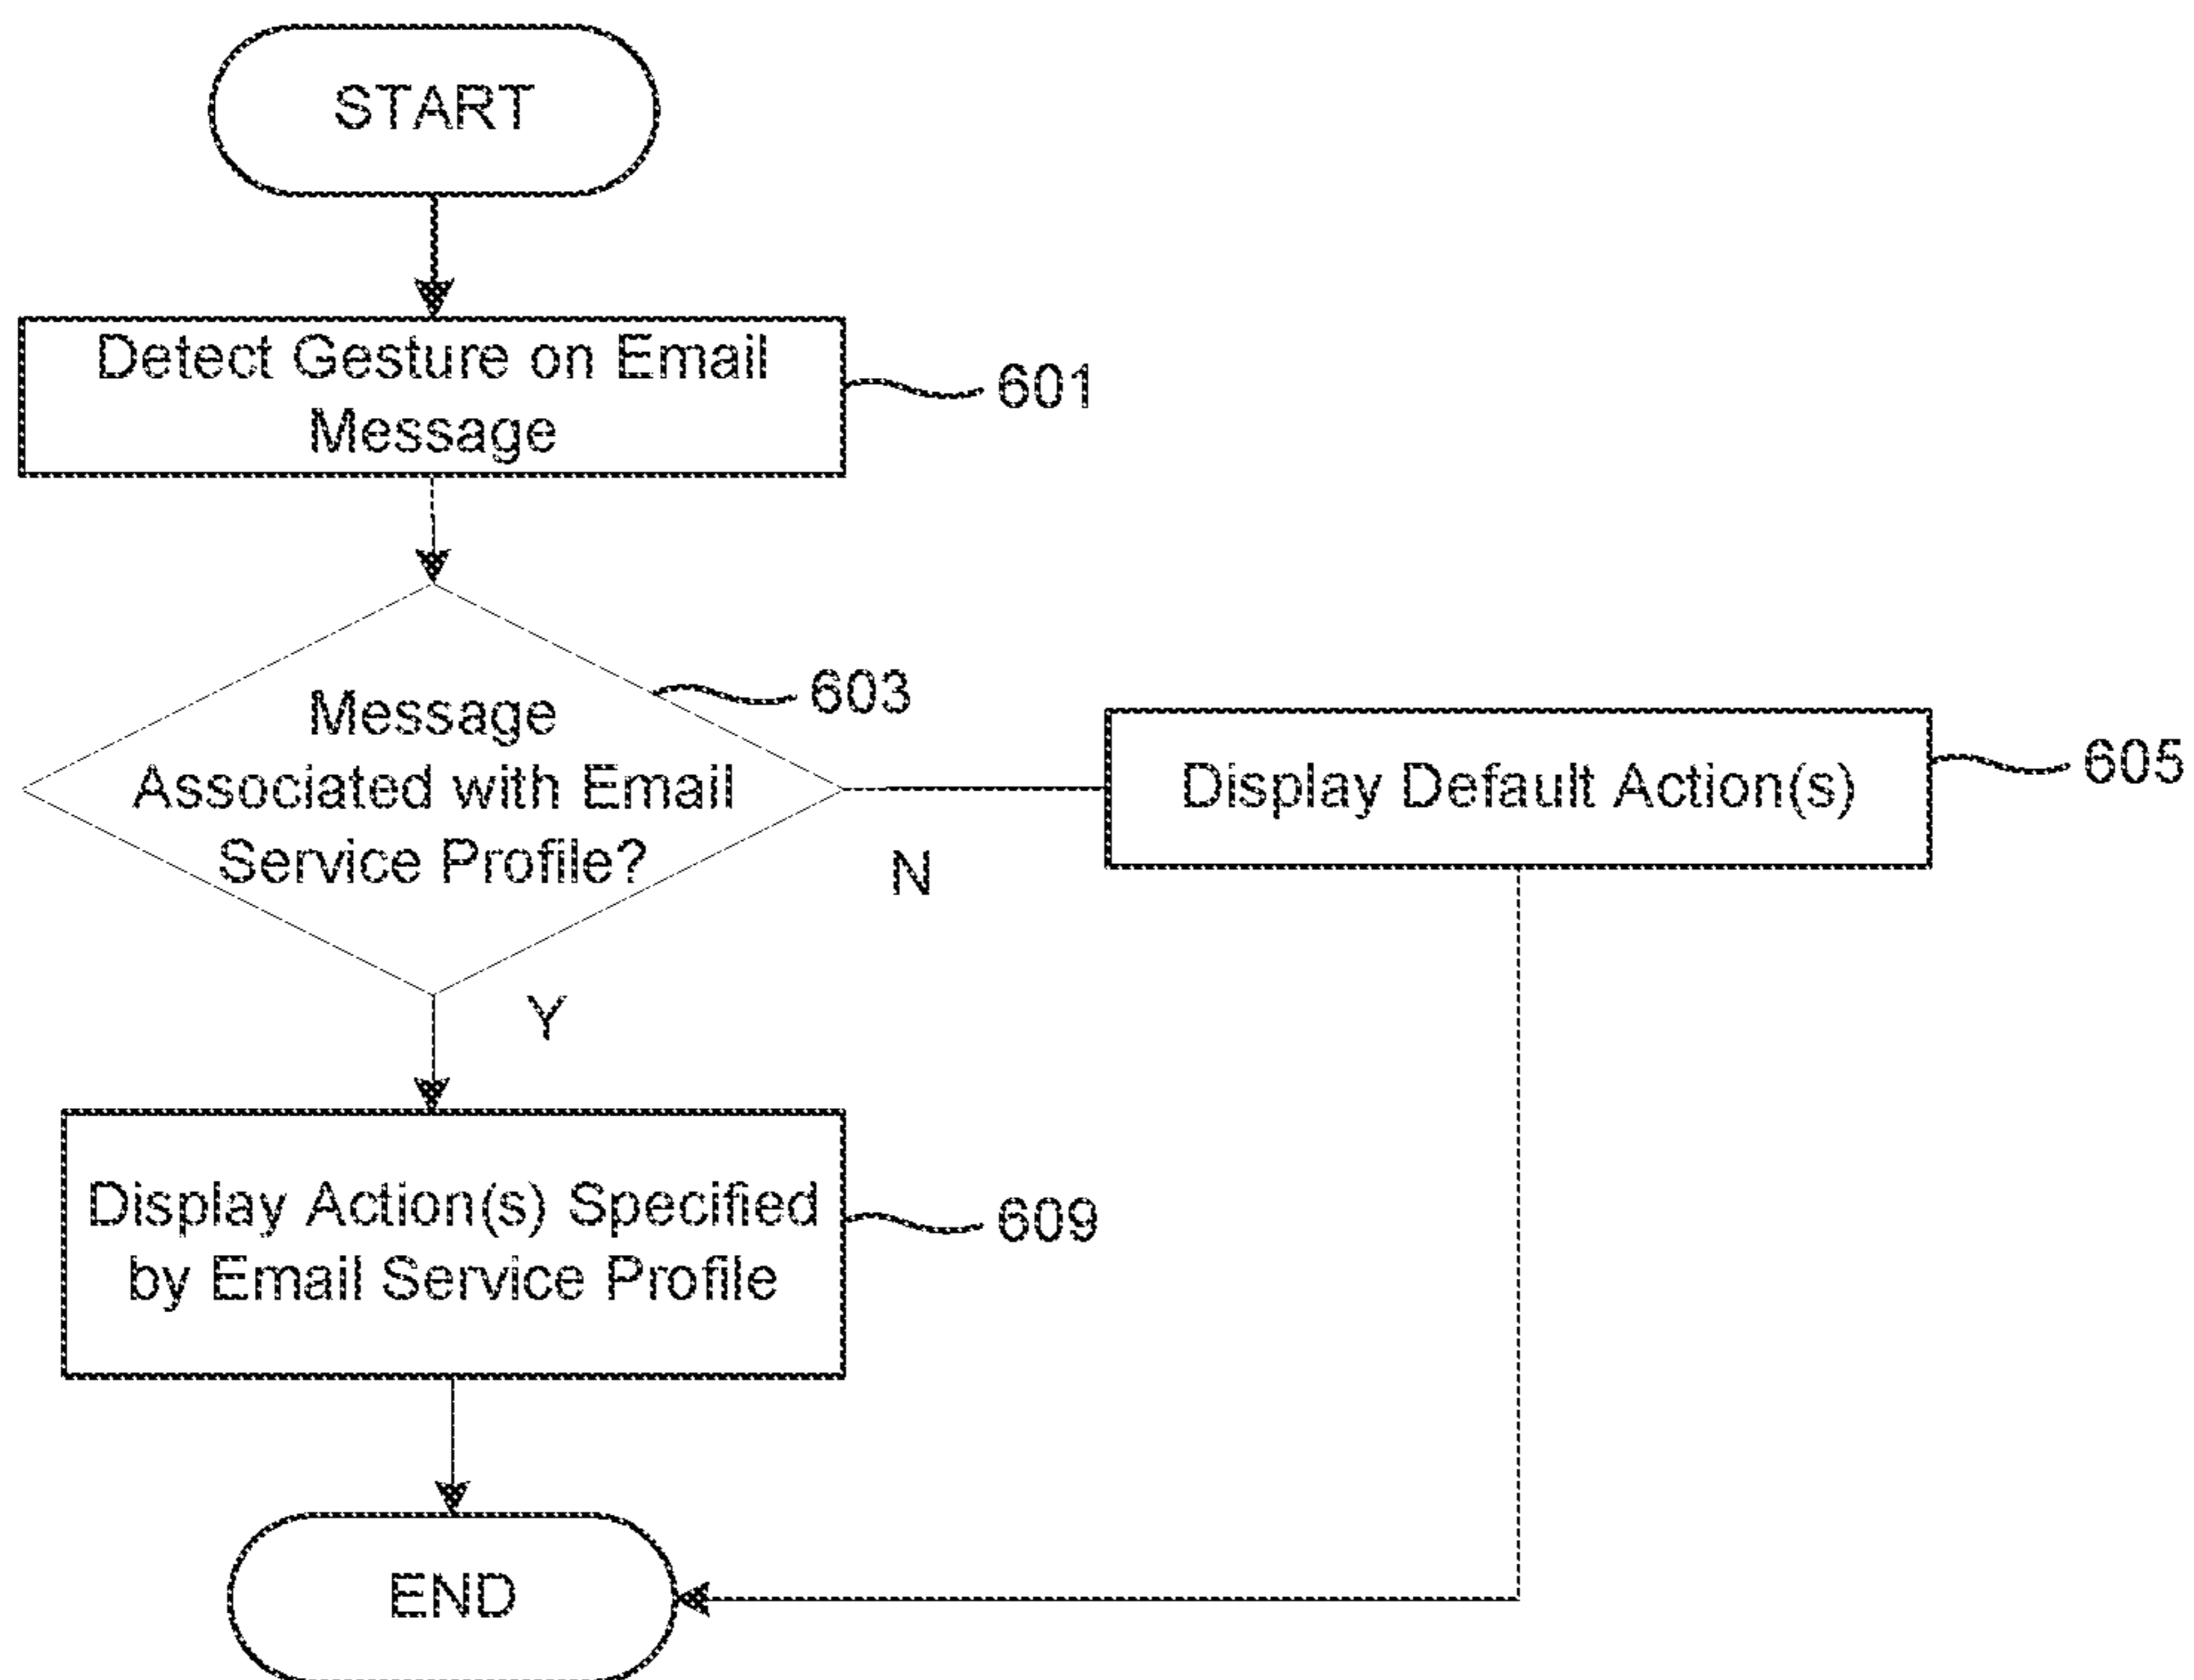 START
Detect Gesture on Email
Message
601
Message
Associated with Email
Service Profile?
603
N
Display Default Action(s)
605
Y
Display Action(s) Specified
by Email Service Profile
609
END